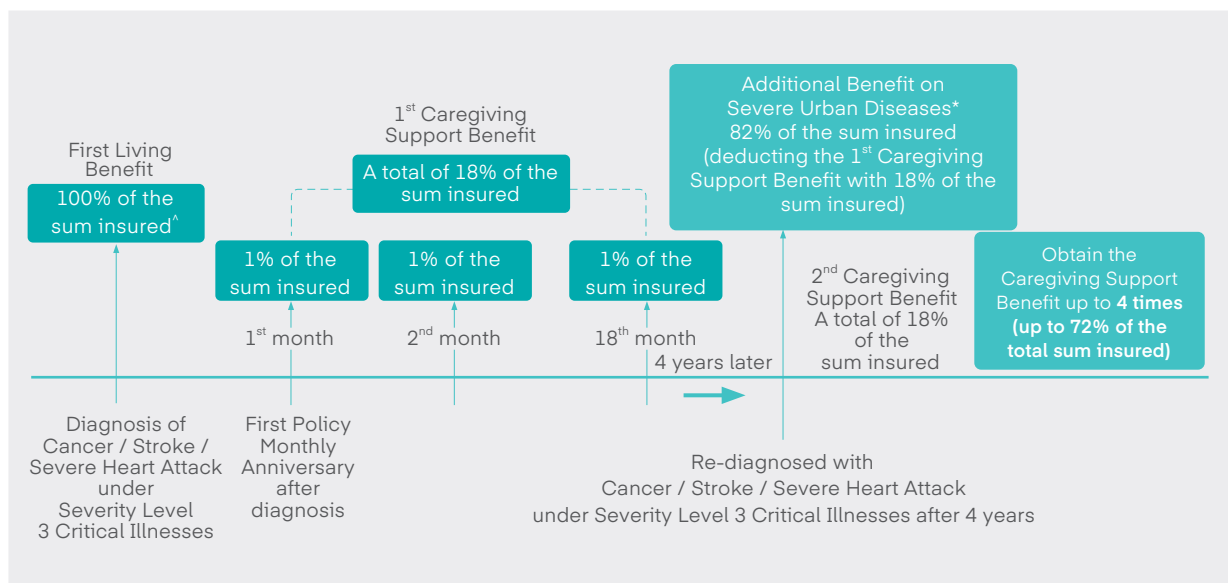 First Living
Benefit
100% of the
sum insured^
1st Caregiving
Support Benefit
A total of 18% of the
sum insured
1% of the
sum insured
1% of the
sum insured
1% of the
sum insured
1st month
2nd month
18th month
4 years later
Additional Benefit on
Severe Urban Diseases*
82% of the sum insured
(deducting the 1st Caregiving
Support Benefit with 18% of the
sum insured)
2nd Caregiving
Support Benefit
A total of 18%
of the
sum insured
Obtain the
Caregiving Support
Benefit up to 4 times
(up to 72% of the
total sum insured)
Diagnosis of
Cancer / Stroke /
Severe Heart Attack
under
Severity Level
3 Critical Illnesses
First Policy
Monthly
Anniversary
after
diagnosis
Re-diagnosed with
Cancer / Stroke / Severe Heart Attack
under Severity Level 3 Critical Illnesses after 4 years